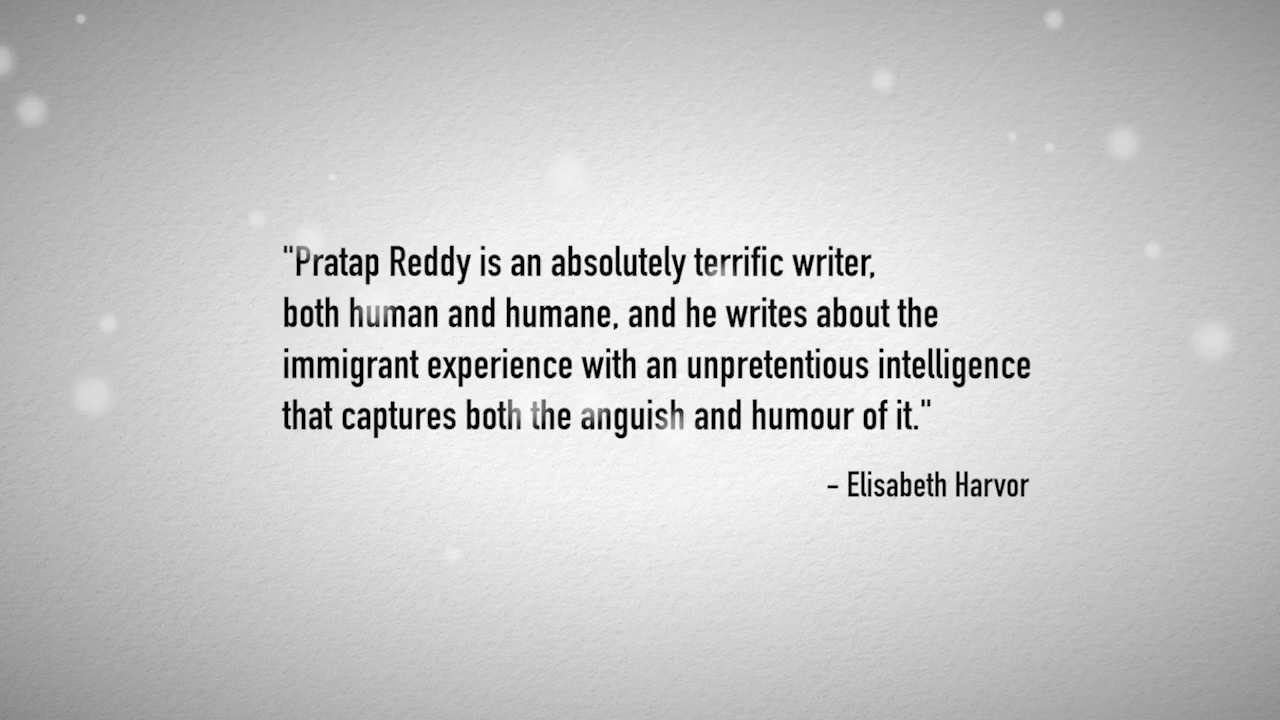 "Pratap Reddy is an absolutely terrific writer,
both human and humane, and he writes about the
immigrant experience with an unpretentious intelligence
that captures both the anguish and humour of it."
– Elisabeth Harvor